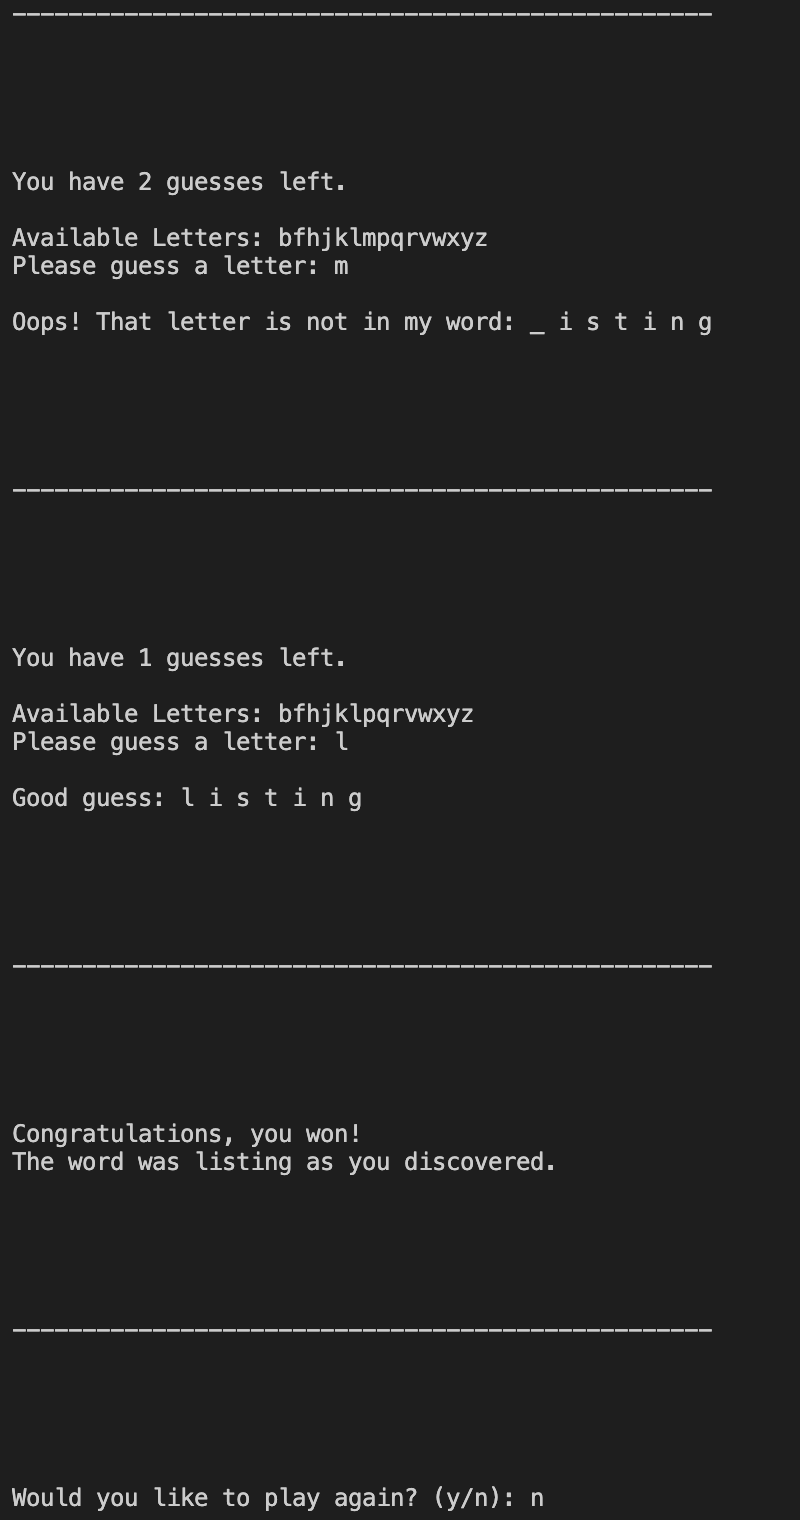 --------------------------------------------------
You have 2 guesses left.
Available Letters: bfhjklmpqrvwxyz
Please guess a letter: m
Oops! That letter is not in my word: _ i s t i n g
--------------------------------------------------
You have 1 guesses left.
Available Letters: bfhjklpqrvwxyz
Please guess a letter: l
Good guess: l i s t i n g
--------------------------------------------------
Congratulations, you won!
The word was listing as you discovered.
--------------------------------------------------
Would you like to play again? (y/n): n